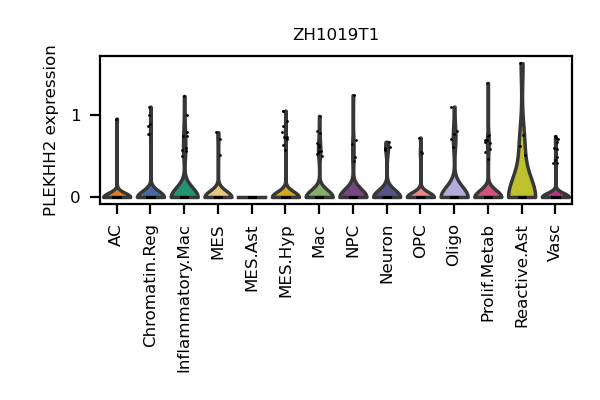 ZH1019T1
PLEKHH2 expression
1
0
AC
Chromatin.Reg
Inflammatory.Mac
MES
MES.Ast
MES.Hyp
Mac
NPC
Neuron
OPC
Oligo
Prolif.Metab
Reactive.Ast
Vasc